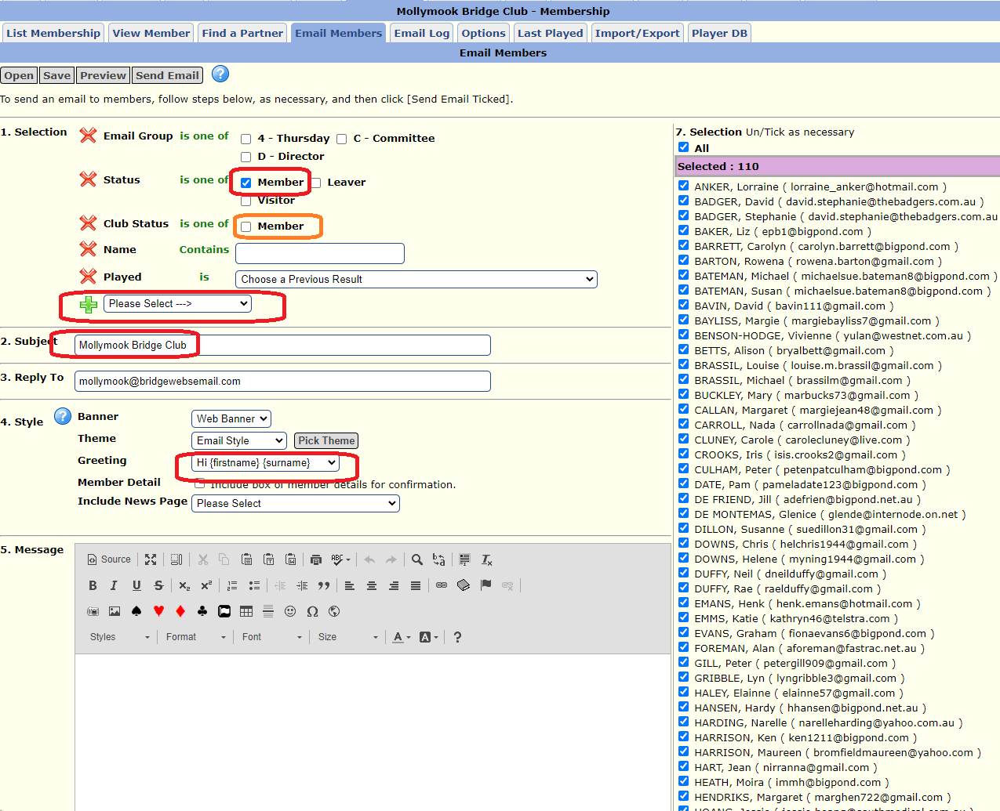 Mollymook Bridge Club - Membership
List Membership View Member Find a Partner Email Members Email Log Options Last Played Import/Export Player DB
Email Members
Open Save Preview Send Email ?
To send an email to members, follow steps below, as necessary, and then click [Send Email Ticked].
1. Selection
Email Group is one of 4 - Thursday C - Committee
D - Director
Status is one of Member Leaver
Visitor
Club Status is one of Member
Name Contains
Played is Choose a Previous Result
Please Select --->
2. Subject Mollymook Bridge Club
3. Reply To mollymook@bridgewebsemail.com
4. Style ? Banner Web Banner
Theme Email Style Pick Theme
Greeting Hi {firstname} {surname}
Member Detail Include box of member details for confirmation.
Include News Page Please Select
5. Message
Source
ABC
B I U S x₂ x²
Styles Format Font Size A A ?
7. Selection Un/Tick as necessary
All
Selected : 110
ANKER, Lorraine ( lorraine_anker@hotmail.com )
BADGER, David ( david.stephanie@thebadgers.com.au )
BADGER, Stephanie ( david.stephanie@thebadgers.com.au
BAKER, Liz ( epb1@bigpond.com )
BARRETT, Carolyn ( carolyn.barrett@bigpond.com )
BARTON, Rowena ( rowena.barton@gmail.com )
BATEMAN, Michael ( michaelsue.bateman8@bigpond.com )
BATEMAN, Susan ( michaelsue.bateman8@bigpond.com )
BAVIN, David ( bavin111@gmail.com )
BAYLISS, Margie ( margiebayliss7@gmail.com )
BENSON-HODGE, Vivienne ( yulan@westnet.com.au )
BETTS, Alison ( bryalbett@gmail.com )
BRASSIL, Louise ( louise.m.brassil@gmail.com )
BRASSIL, Michael ( brassilm@gmail.com )
BUCKLEY, Mary ( marbucks73@gmail.com )
CALLAN, Margaret ( margiejean48@gmail.com )
CARROLL, Nada ( carrollnada@gmail.com )
CLUNEY, Carole ( carolecluney@live.com )
CROOKS, Iris ( isis.crooks2@gmail.com )
CULHAM, Peter ( petenpatculham@bigpond.com )
DATE, Pam ( pameladate123@bigpond.com )
DE FRIEND, Jill ( adefrien@bigpond.net.au )
DE MONTEMAS, Glenice ( glende@internode.on.net )
DILLON, Susanne ( suedillon31@gmail.com )
DOWNS, Chris ( helchris1944@gmail.com )
DOWNS, Helene ( myning1944@gmail.com )
DUFFY, Neil ( dneilduffy@gmail.com )
DUFFY, Rae ( raelduffy@gmail.com )
EMANS, Henk ( henk.emans@hotmail.com )
EMMS, Katie ( kathryn46@telstra.com )
EVANS, Graham ( fionaevans6@bigpond.com )
FOREMAN, Alan ( aforeman@fastrac.net.au )
GILL, Peter ( petergill909@gmail.com )
GRIBBLE, Lyn ( lyngribble3@gmail.com )
HALEY, Elainne ( elainne57@gmail.com )
HANSEN, Hardy ( hhansen@bigpond.net.au )
HARDING, Narelle ( narelleharding@yahoo.com.au )
HARRISON, Ken ( ken1211@bigpond.com )
HARRISON, Maureen ( bromfieldmaureen@yahoo.com )
HART, Jean ( nirranna@gmail.com )
HEATH, Moira ( immh@bigpond.com )
HENDRIKS, Margaret ( marghen722@gmail.com )